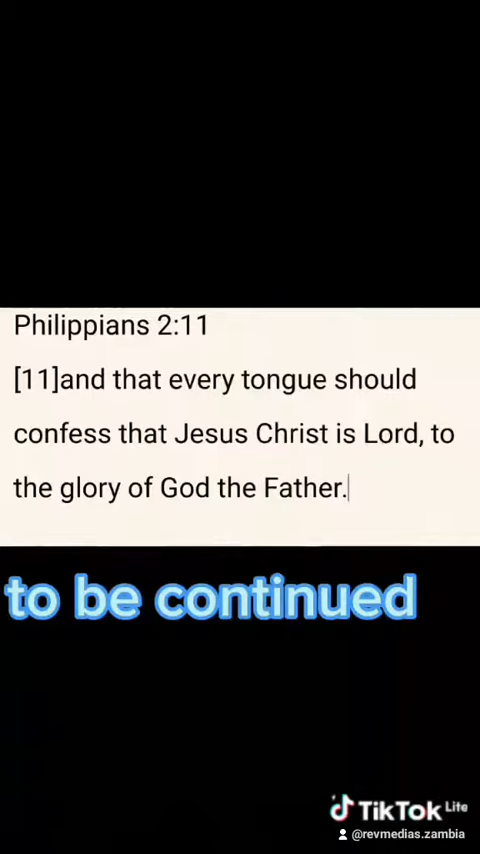 Philippians 2:11
[11]and that every tongue should
confess that Jesus Christ is Lord, to
the glory of God the Father.
to be continued
TikTok Lite
@revmedias.zambia